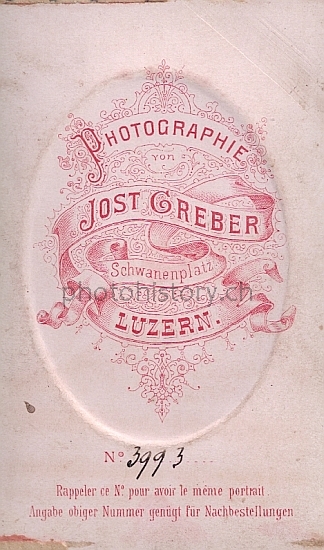 PHOTOGRAPHIE
von
JOST GREBER
Schwanenplatz
photohistory.ch
LUZERN.
Nº 3993
Rappeler ce Nº pour avoir le même portrait
Angabe obiger Nummer genügt für Nachbestellungen